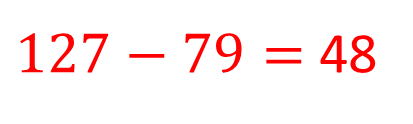 127 − 79 = 48